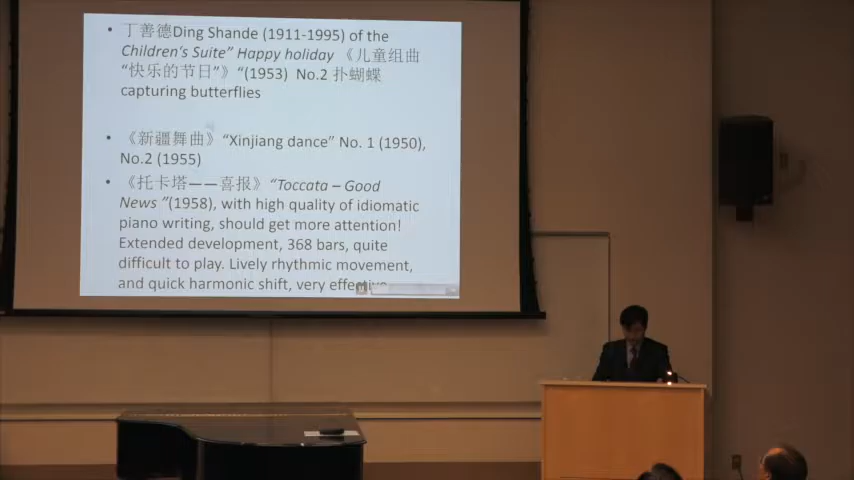 • 丁善德Ding Shande (1911-1995) of the
Children's Suite” Happy holiday 《儿童组曲
“快乐的节日”》“(1953) No.2 扑蝴蝶
capturing butterflies
• 《新疆舞曲》“Xinjiang dance” No. 1 (1950),
No.2 (1955)
• 《托卡塔——喜报》“Toccata – Good
News ”(1958), with high quality of idiomatic
piano writing, should get more attention!
Extended development, 368 bars, quite
difficult to play. Lively rhythmic movement,
and quick harmonic shift, very effective